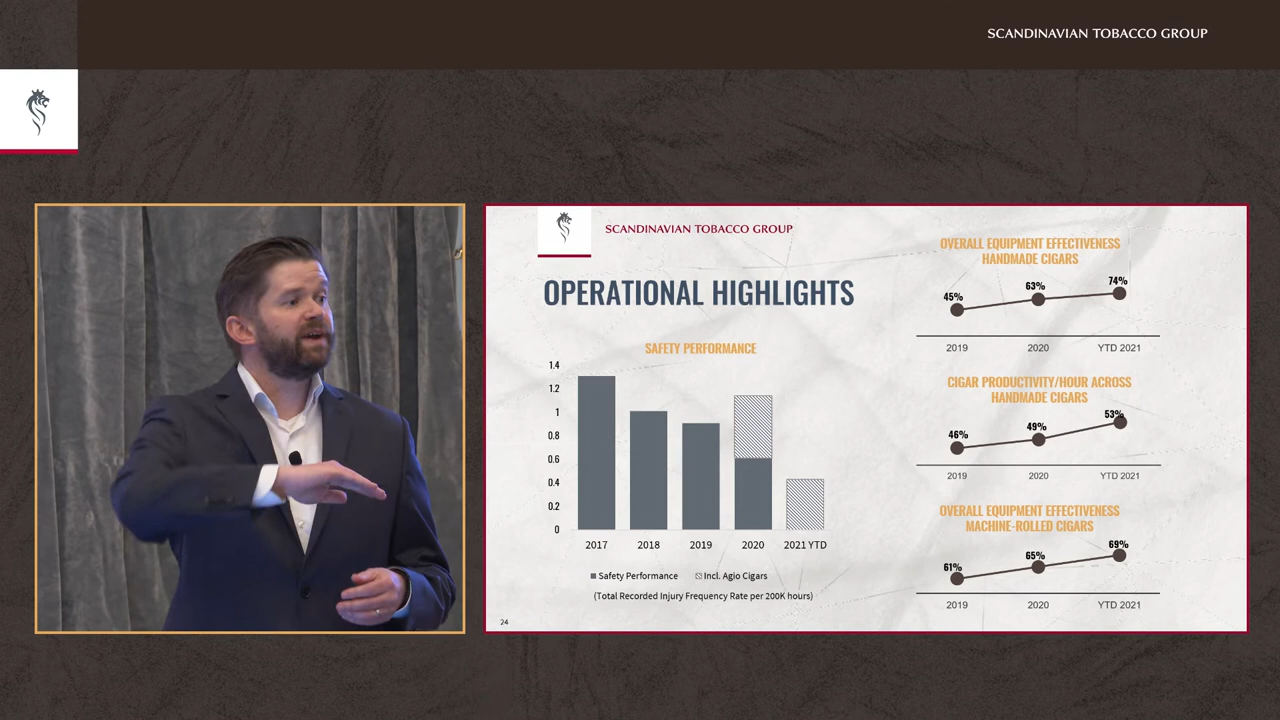 SCANDINAVIAN TOBACCO GROUP
SCANDINAVIAN TOBACCO GROUP
OPERATIONAL HIGHLIGHTS
SAFETY PERFORMANCE
1.4
1.2
1
0.8
0.6
0.4
0.2
0
2017 2018 2019 2020 2021 YTD
Safety Performance Incl. Agio Cigars
(Total Recorded Injury Frequency Rate per 200K hours)
24
OVERALL EQUIPMENT EFFECTIVENESS
HANDMADE CIGARS
45% 63% 74%
2019 2020 YTD 2021
CIGAR PRODUCTIVITY/HOUR ACROSS
HANDMADE CIGARS
46% 49% 53%
2019 2020 YTD 2021
OVERALL EQUIPMENT EFFECTIVENESS
MACHINE-ROLLED CIGARS
61% 65% 69%
2019 2020 YTD 2021